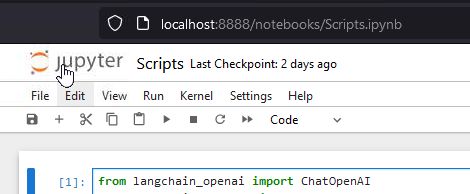 localhost:8888/notebooks/Scripts.ipynb
jupyter Scripts Last Checkpoint: 2 days ago
File Edit View Run Kernel Settings Help
Code
[1]: from langchain_openai import ChatOpenAI